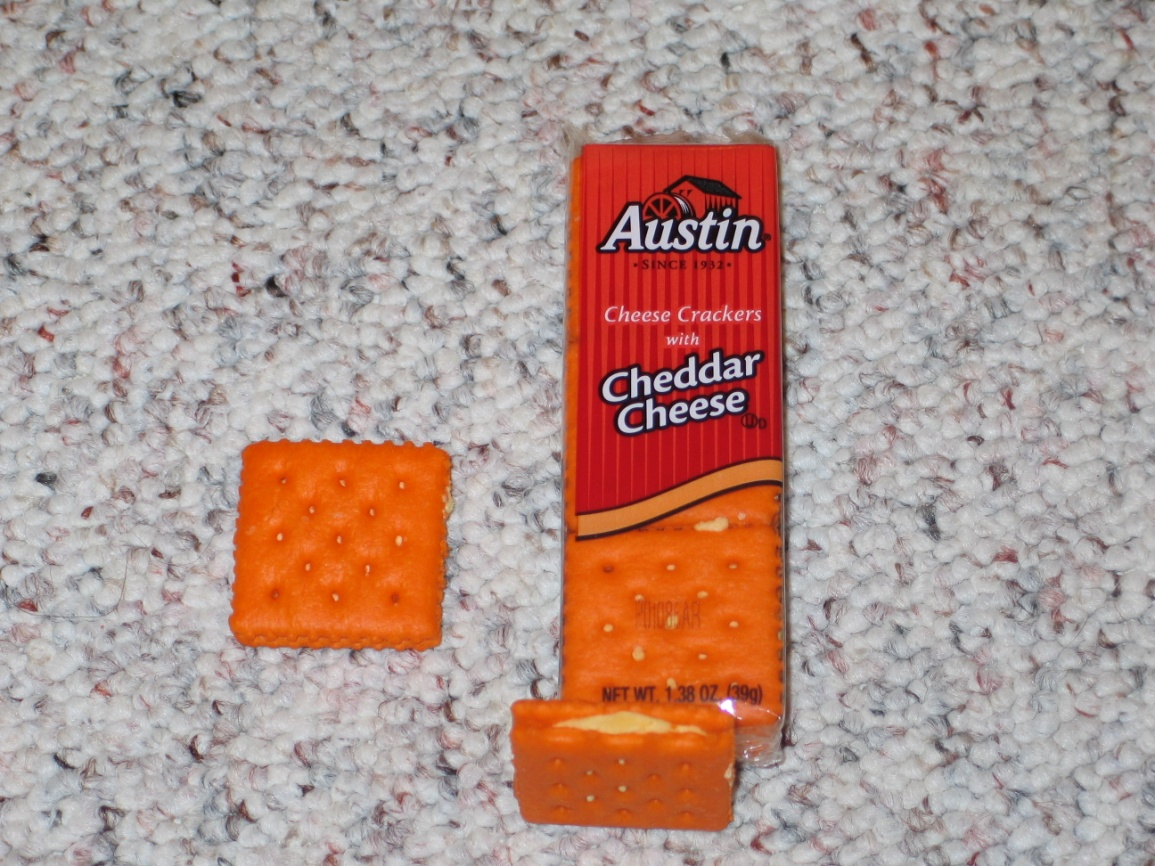 Austin
• SINCE 1932 •
Cheese Crackers
with
Cheddar
Cheese
NET WT. 1.38 OZ. (39g)